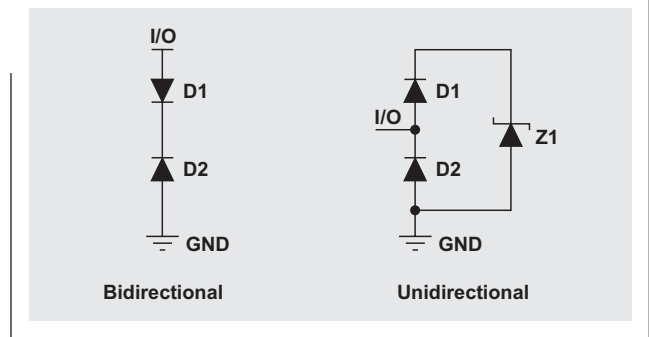 I/O
D1
D2
GND
Bidirectional
I/O
D1
D2
Z1
GND
Unidirectional